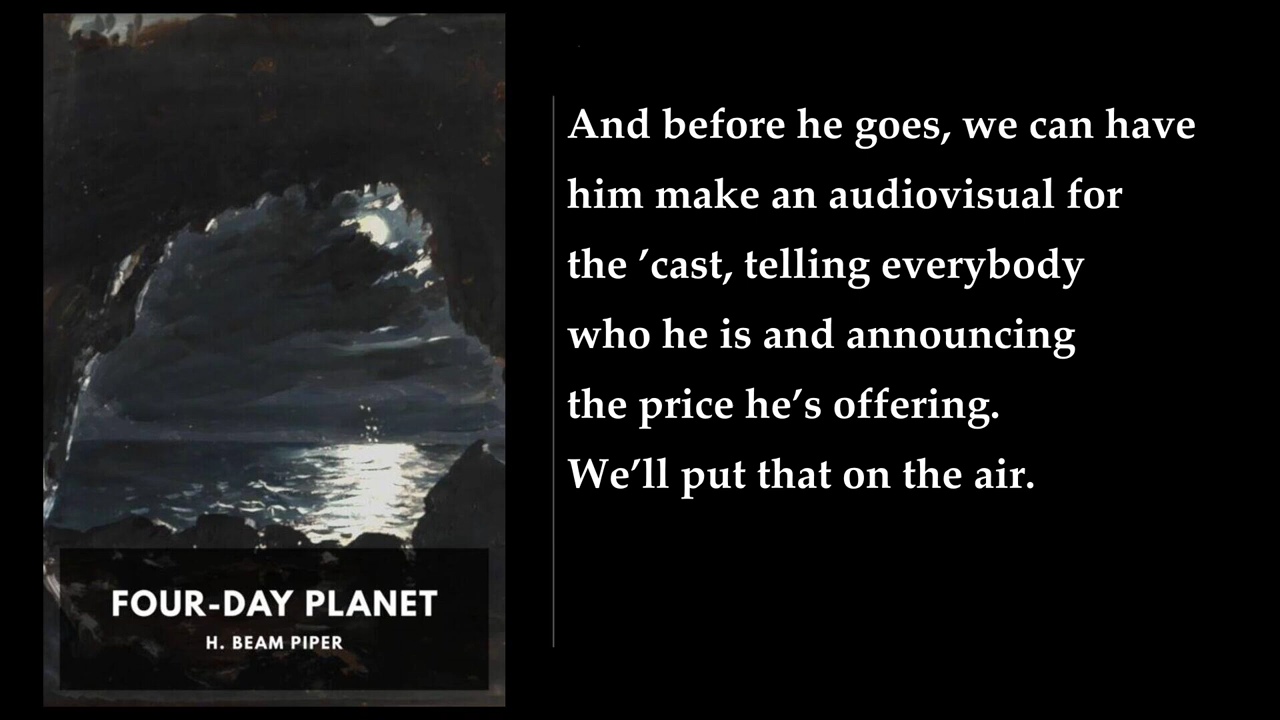 FOUR-DAY PLANET
H. BEAM PIPER
And before he goes, we can have
him make an audiovisual for
the ’cast, telling everybody
who he is and announcing
the price he’s offering.
We’ll put that on the air.